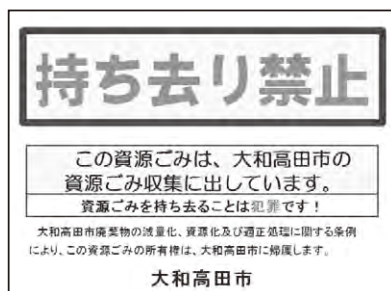 持ち去り禁止
この資源ごみは、大和高田市の
資源ごみ収集に出しています。
資源ごみを持ち去ることは犯罪です！
大和高田市廃棄物の減量化、資源化及び適正処理に関する条例
により、この資源ごみの所有権は、大和高田市に帰属します。
大和高田市